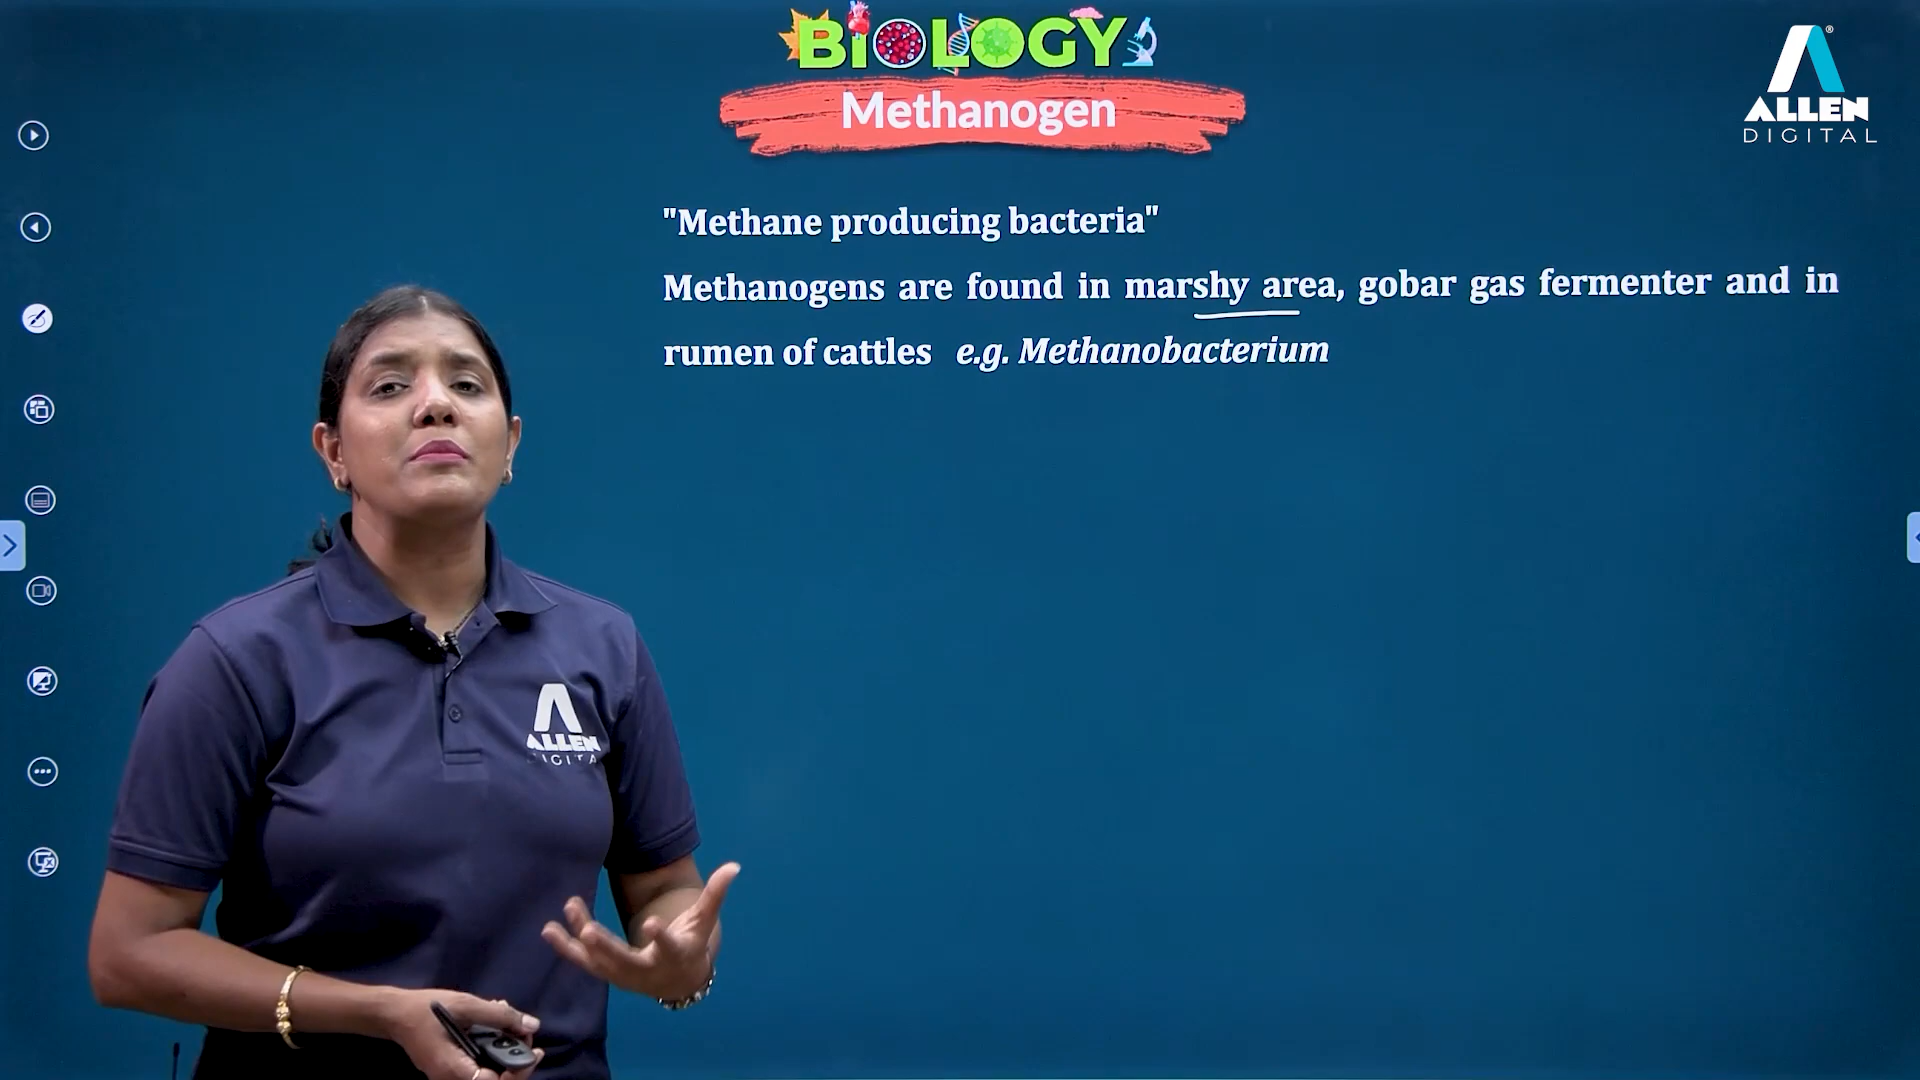 BIOLOGY
Methanogen
ALLEN
DIGITAL
"Methane producing bacteria"
Methanogens are found in marshy area, gobar gas fermenter and in
rumen of cattles e.g. Methanobacterium
ALLEN